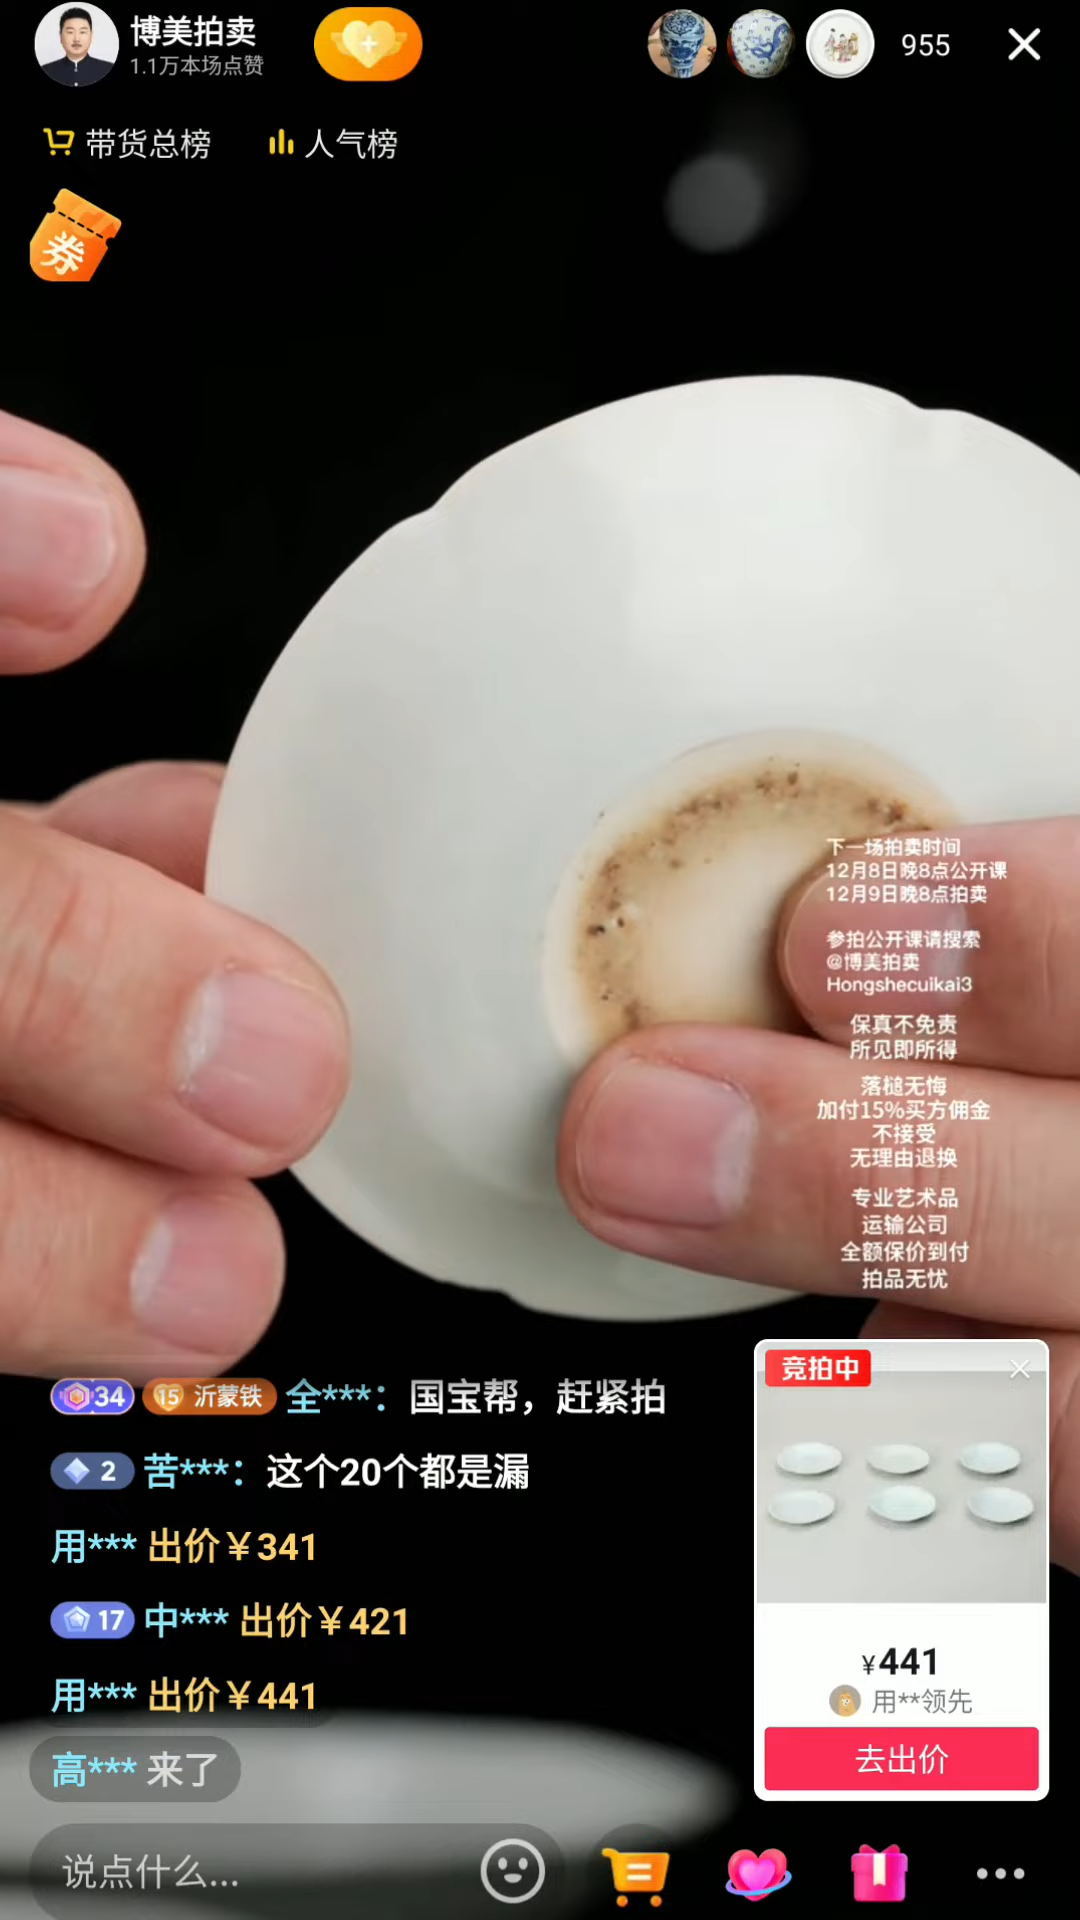 博美拍卖
1.1万本场点赞
955
带货总榜
人气榜
券
下一场拍卖时间
12月8日晚8点公开课
12月9日晚8点拍卖
参拍公开课请搜索
@博美拍卖
Hongshecuikai3
保真不免责
所见即所得
落槌无悔
加付15%买方佣金
不接受
无理由退换
专业艺术品
运输公司
全额保价到付
拍品无忧
34 15 沂蒙铁 全***：国宝帮，赶紧拍
2 苦***：这个20个都是漏
用*** 出价￥341
17 中*** 出价￥421
用*** 出价￥441
高*** 来了
竞拍中
¥441
用**领先
去出价
说点什么...